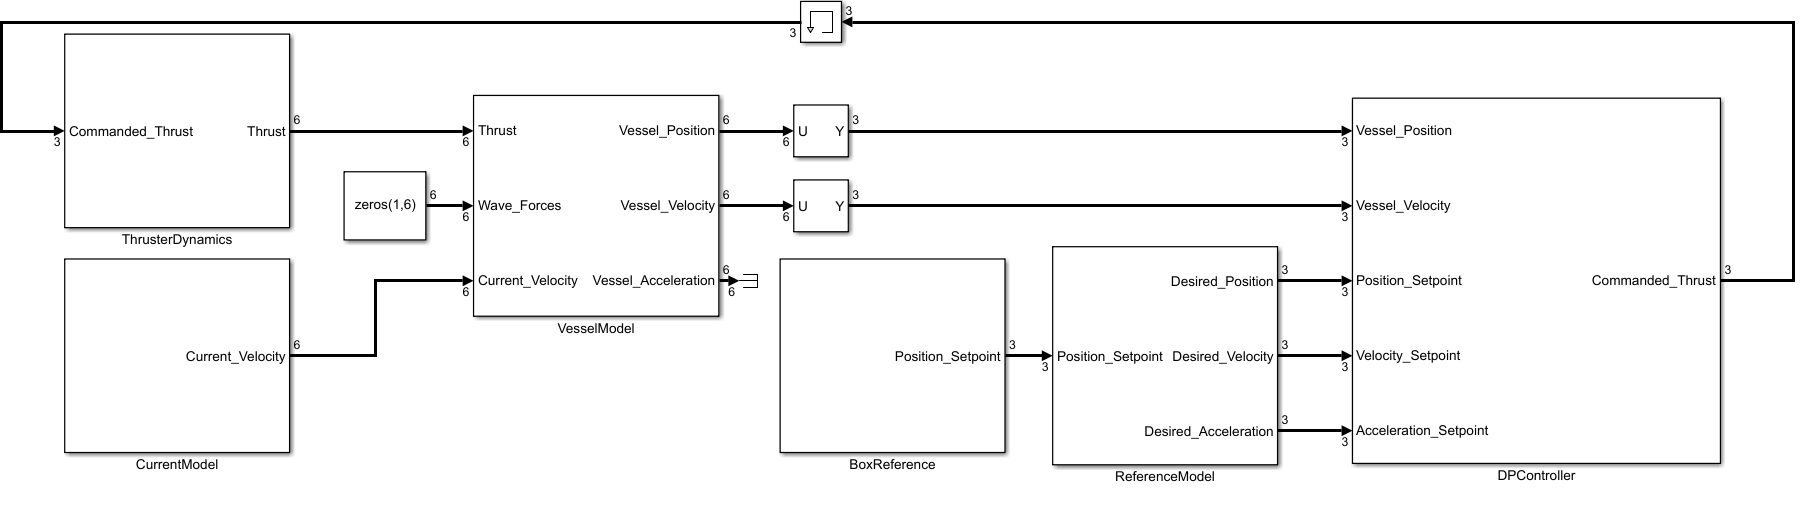 3
3
Commanded_Thrust
Thrust
3
6
ThrusterDynamics
Current_Velocity
6
CurrentModel
zeros(1,6)
6
Thrust
6
Vessel_Position
6
Wave_Forces
6
Vessel_Velocity
6
Current_Velocity
6
Vessel_Acceleration
6
6
VesselModel
U Y
6
3
U Y
6
3
Position_Setpoint
3
BoxReference
Position_Setpoint
3
Desired_Position
3
Desired_Velocity
3
Desired_Acceleration
3
ReferenceModel
Vessel_Position
3
Vessel_Velocity
3
Position_Setpoint
3
Velocity_Setpoint
3
Acceleration_Setpoint
3
Commanded_Thrust
3
DPController